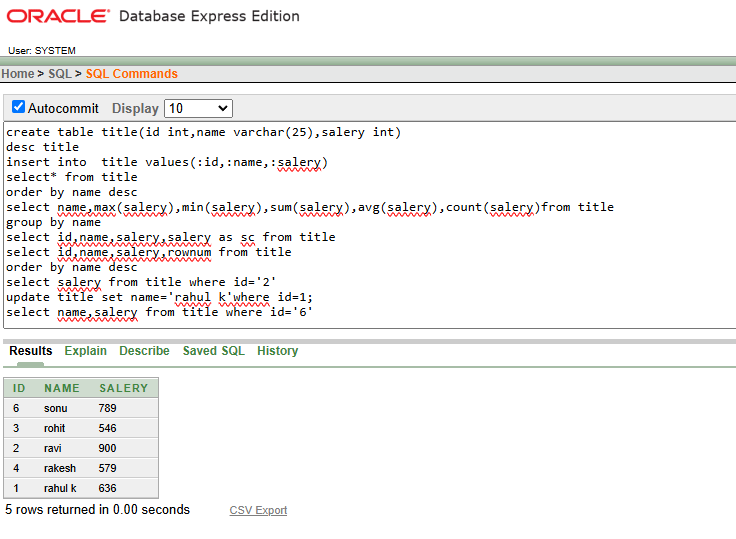 ORACLE® Database Express Edition
User: SYSTEM
Home > SQL > SQL Commands
Autocommit Display 10
create table title(id int,name varchar(25),salery int)
desc title
insert into  title values(:id,:name,:salery)
select* from title
order by name desc
select name,max(salery),min(salery),sum(salery),avg(salery),count(salery)from title
group by name
select id,name,salery,salery as sc from title
select id,name,salery,rownum from title
order by name desc
select salery from title where id='2'
update title set name='rahul k'where id=1;
select name,salery from title where id='6'
Results Explain Describe Saved SQL History
ID NAME SALERY
6 sonu 789
3 rohit 546
2 ravi 900
4 rakesh 579
1 rahul k 636
5 rows returned in 0.00 seconds CSV Export